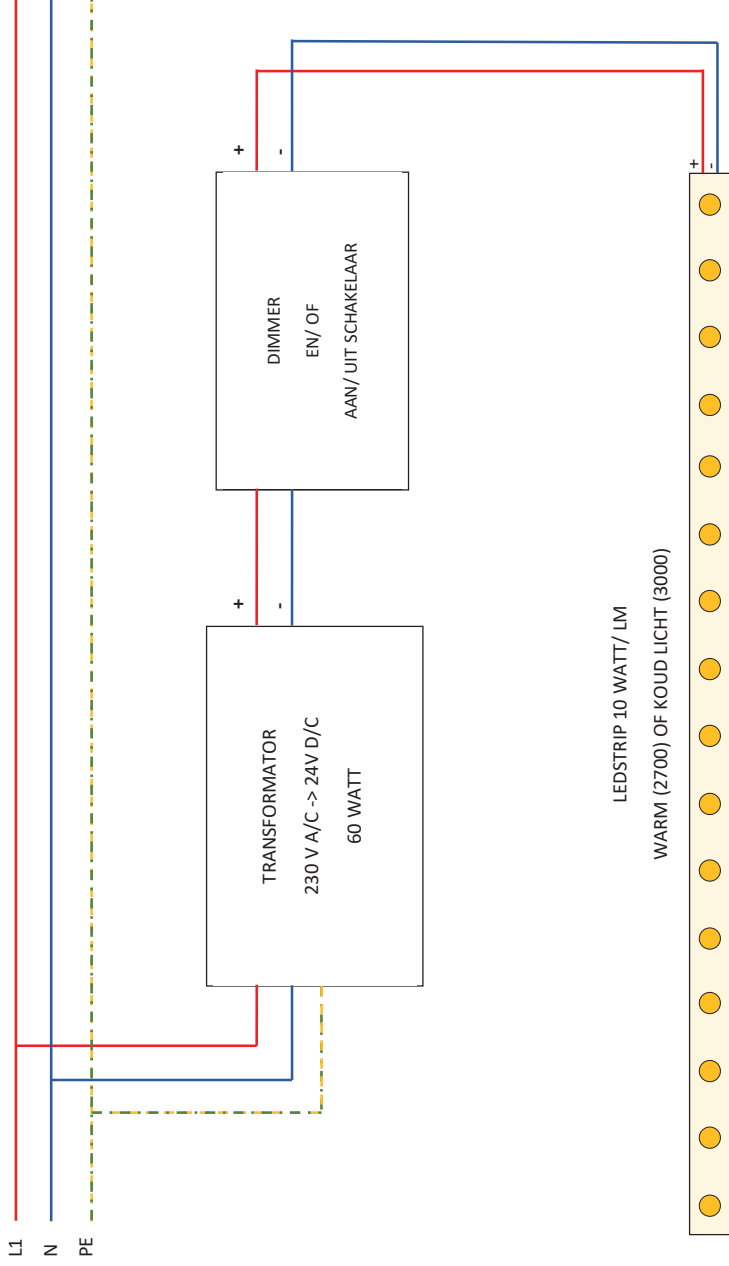 L1
N
PE
TRANSFORMATOR
230 V A/C -> 24V D/C
60 WATT
+
-
DIMMER
EN/ OF
AAN/ UIT SCHAKELAAR
+
-
LEDSTRIP 10 WATT/ LM
WARM (2700) OF KOUD LICHT (3000)
+
-